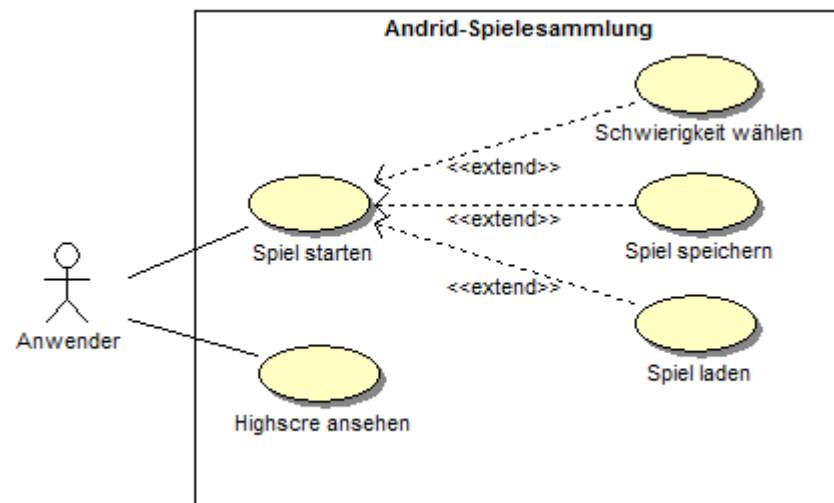 Andrid-Spielesammlung
Schwierigkeit wählen
<<extend>>
Spiel starten
<<extend>>
Spiel speichern
<<extend>>
Anwender
Spiel laden
Highscre ansehen